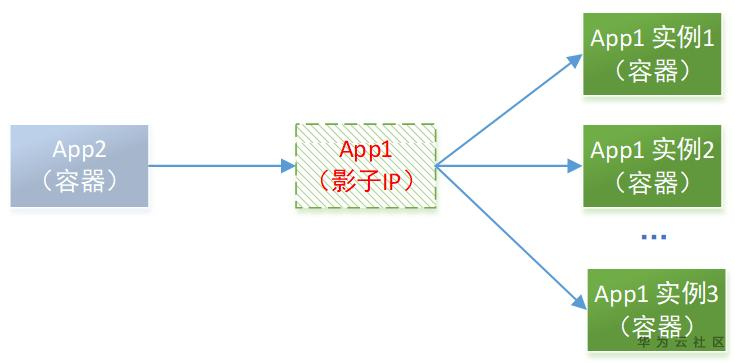 App2
（容器）
App1
（影子IP）
App1 实例1
（容器）
App1 实例2
（容器）
...
App1 实例3
（容器）
华为云社区